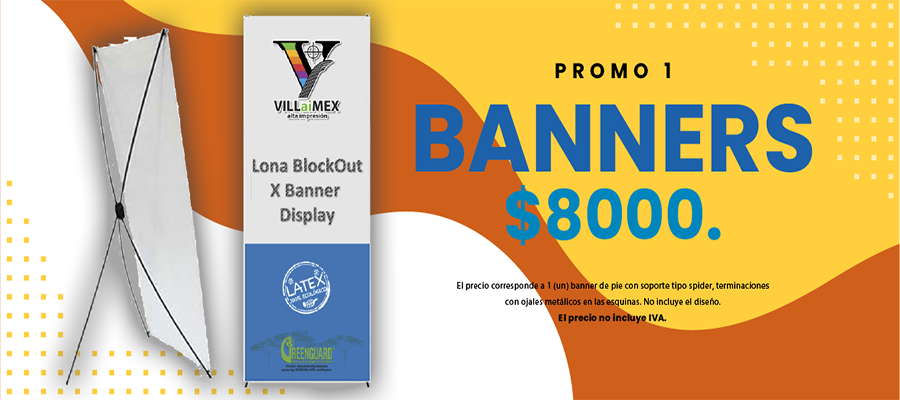 VILLaiMEX
alta impresión
Lona BlockOut
X Banner
Display
LATEX
100% ECOLÓGICO
GREENGUARD
PROMO 1
BANNERS
$8000.
El precio corresponde a 1 (un) banner de pie con soporte tipo spider, terminaciones
con ojales metálicos en las esquinas. No incluye el diseño.
El precio no incluye IVA.